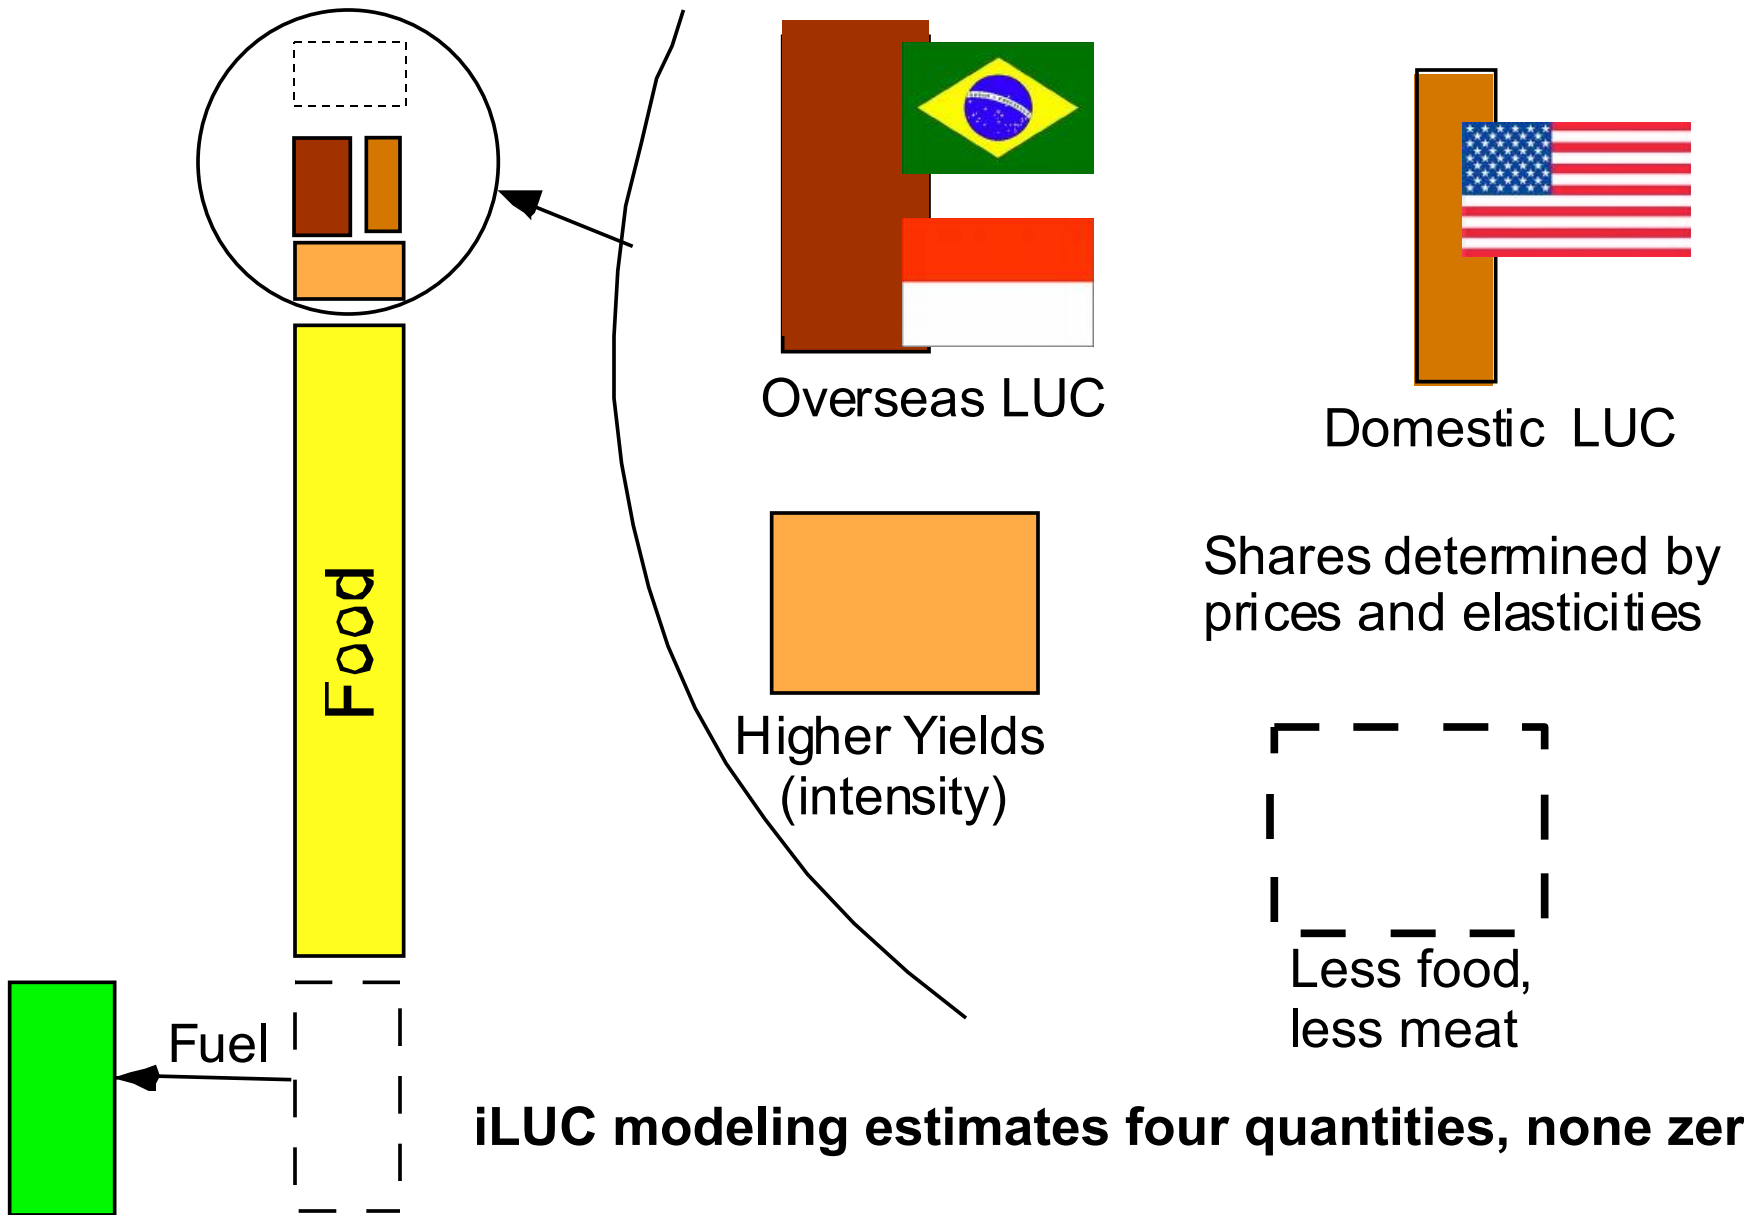 Overseas LUC
Domestic LUC
Food
Shares determined by
prices and elasticities
Higher Yields
(intensity)
Less food,
less meat
Fuel
iLUC modeling estimates four quantities, none zer